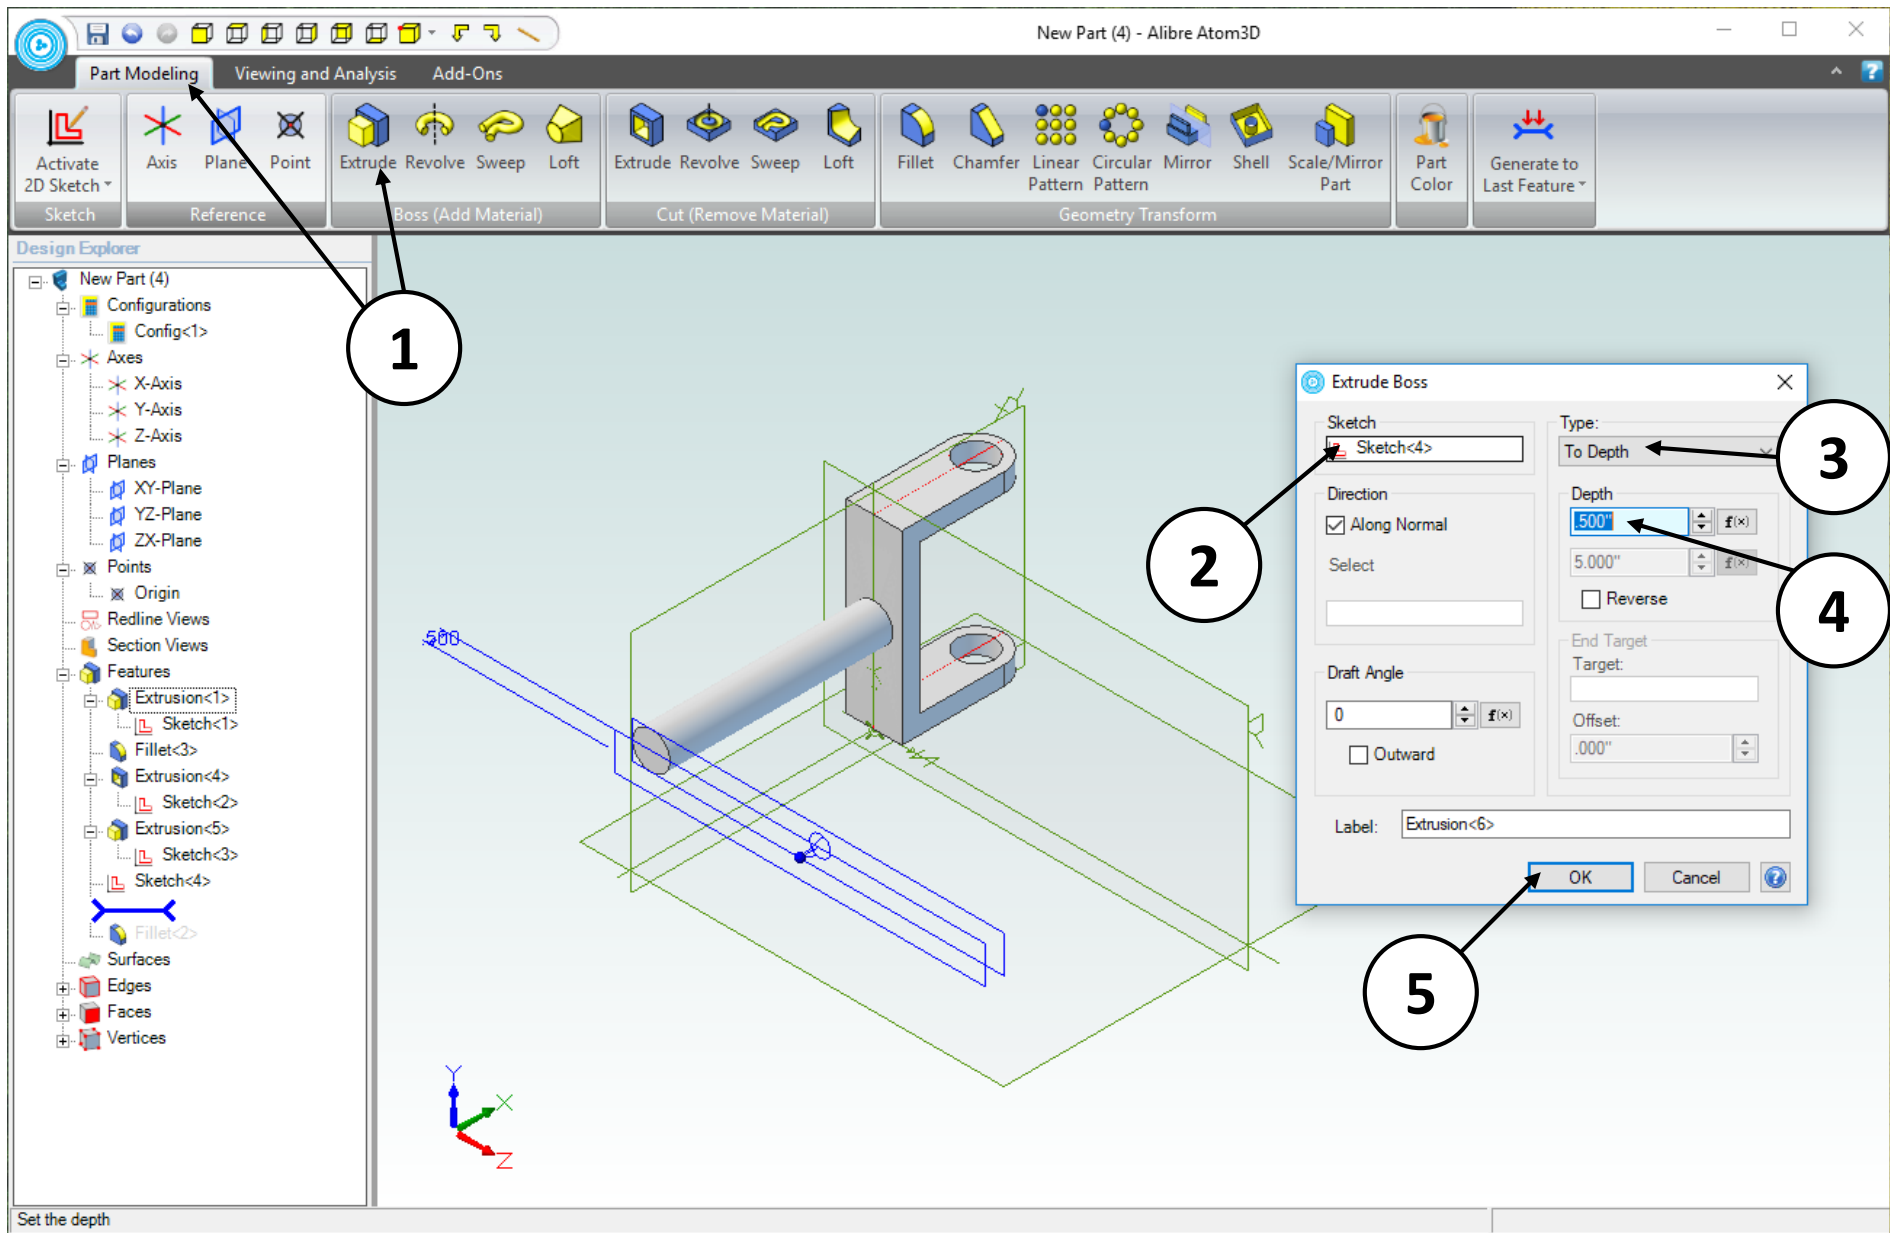 New Part (4) - Alibre Atom3D
Part Modeling Viewing and Analysis Add-Ons
Activate 2D Sketch
Axis Plane Point
Extrude Revolve Sweep Loft
Extrude Revolve Sweep Loft
Fillet Chamfer Linear Pattern Circular Pattern Mirror Shell Scale/Mirror Part
Part Color
Generate to Last Feature
Sketch Reference Boss (Add Material) Cut (Remove Material) Geometry Transform
Design Explorer
New Part (4)
Configurations
Config<1>
Axes
X-Axis
Y-Axis
Z-Axis
Planes
XY-Plane
YZ-Plane
ZX-Plane
Points
Origin
Redline Views
Section Views
Features
Extrusion<1>
Sketch<1>
Fillet<3>
Extrusion<4>
Sketch<2>
Extrusion<5>
Sketch<3>
Sketch<4>
Fillet<2>
Surfaces
Edges
Faces
Vertices
1
.500
Y
X
Z
2
3
4
5
Extrude Boss
Sketch
Sketch<4>
Direction
Along Normal
Select
Draft Angle
0
f(x)
Outward
Type:
To Depth
Depth
.500"
f(x)
5.000"
f(x)
Reverse
End Target
Target:
Offset:
.000"
Label: Extrusion<6>
OK Cancel
Set the depth